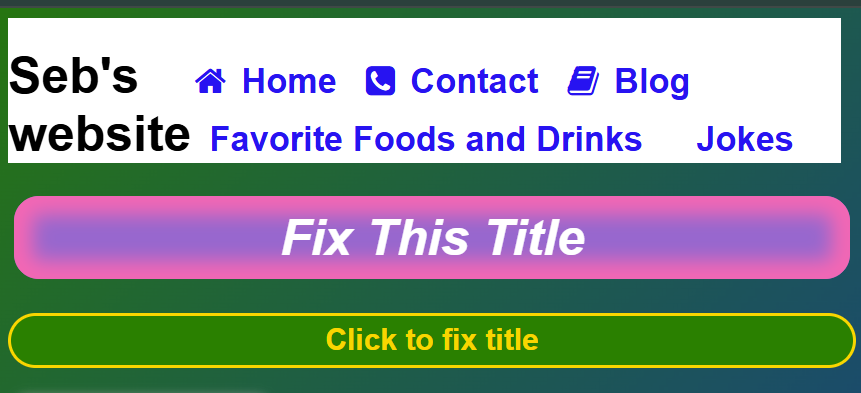 Seb's Home Contact Blog
website Favorite Foods and Drinks Jokes
Fix This Title
Click to fix title